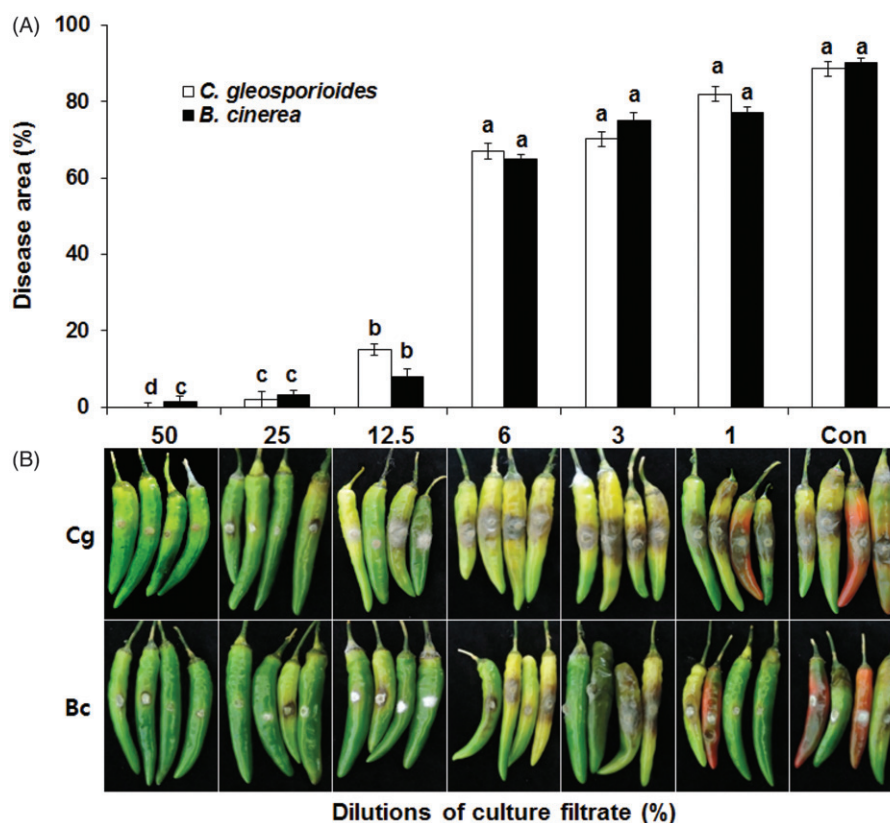 (A)
100
80
60
40
20
0
Disease area (%)
C. gleosporioides
B. cinerea
d c c c b b a a a a a a a a
50 25 12.5 6 3 1 Con
(B)
Cg
Bc
Dilutions of culture filtrate (%)